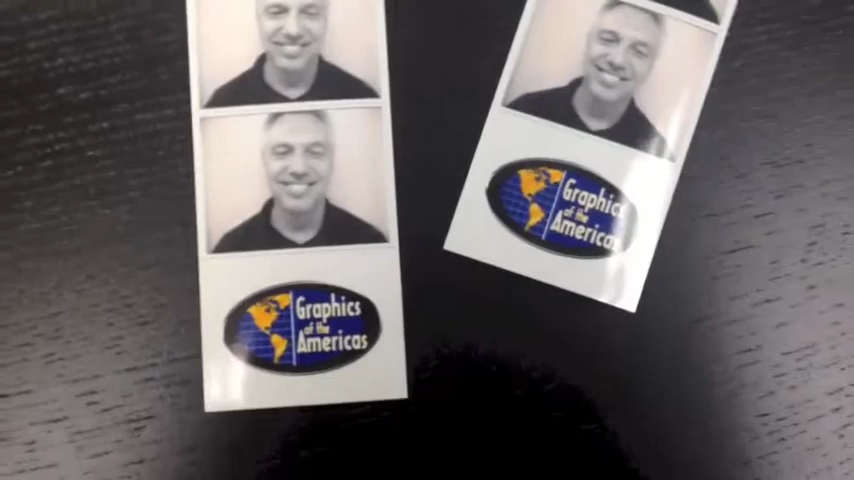 Graphics
of the
Americas
Graphics
of the
Americas